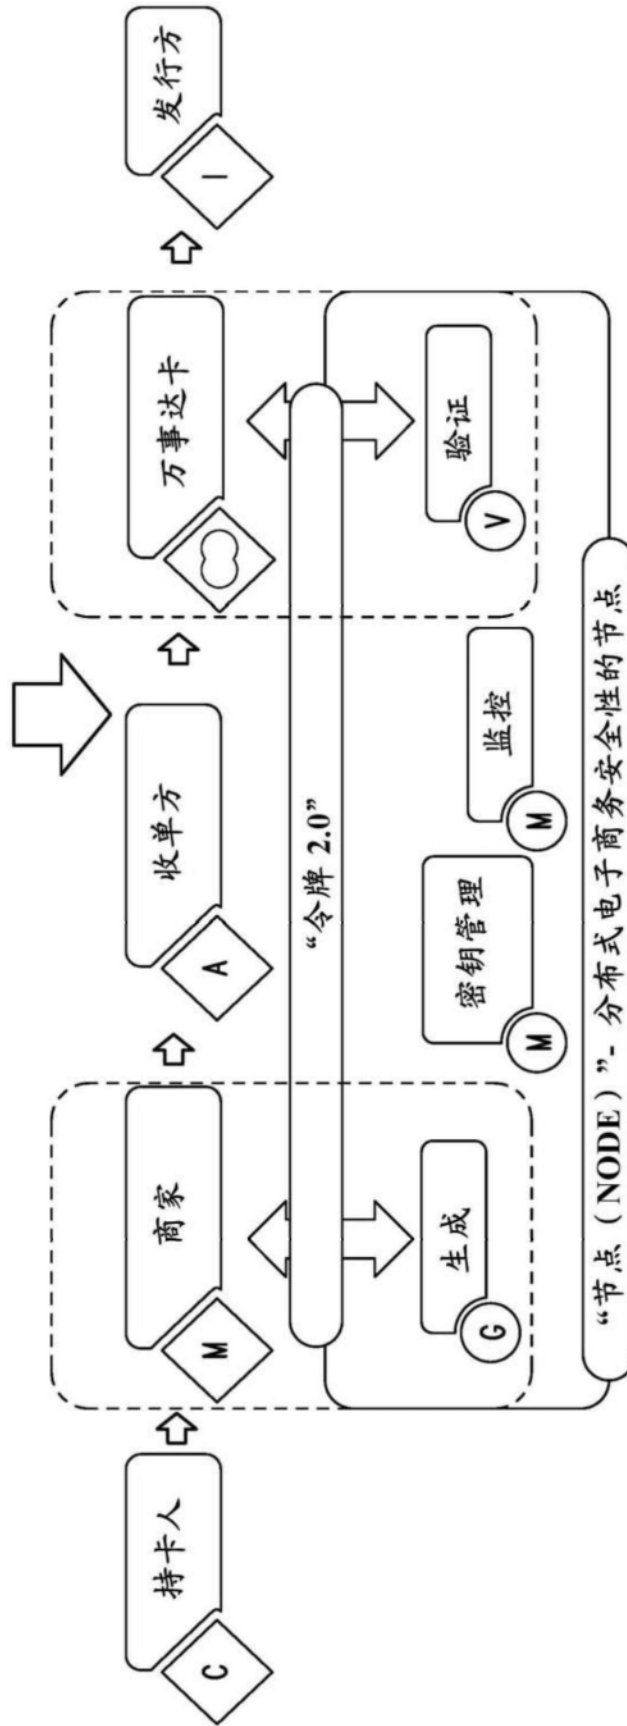 C
持卡人
M
商家
A
收单方
万事达卡
I
发行方
“令牌 2.0”
G
生成
M
密钥管理
M
监控
V
验证
“节点（NODE）”- 分布式电子商务安全性的节点